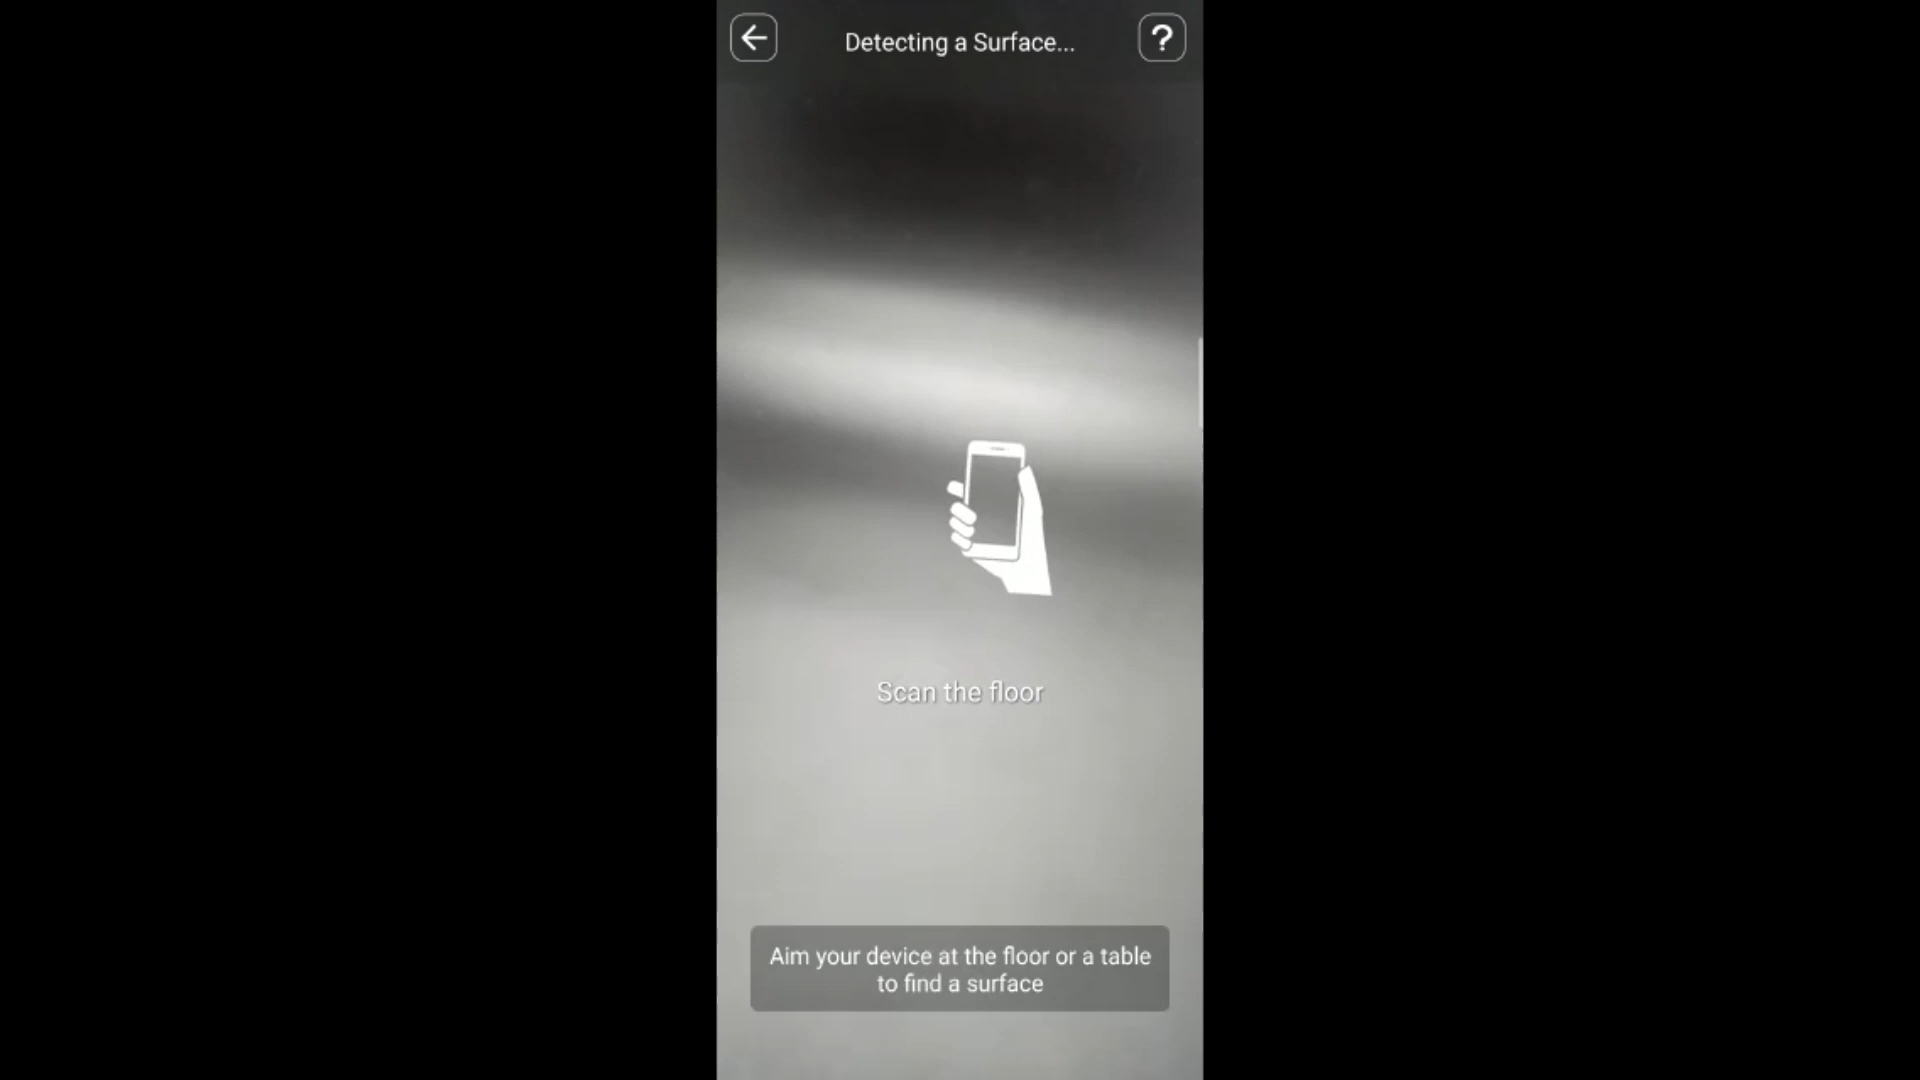 Detecting a Surface...
?
Scan the floor
Aim your device at the floor or a table
to find a surface